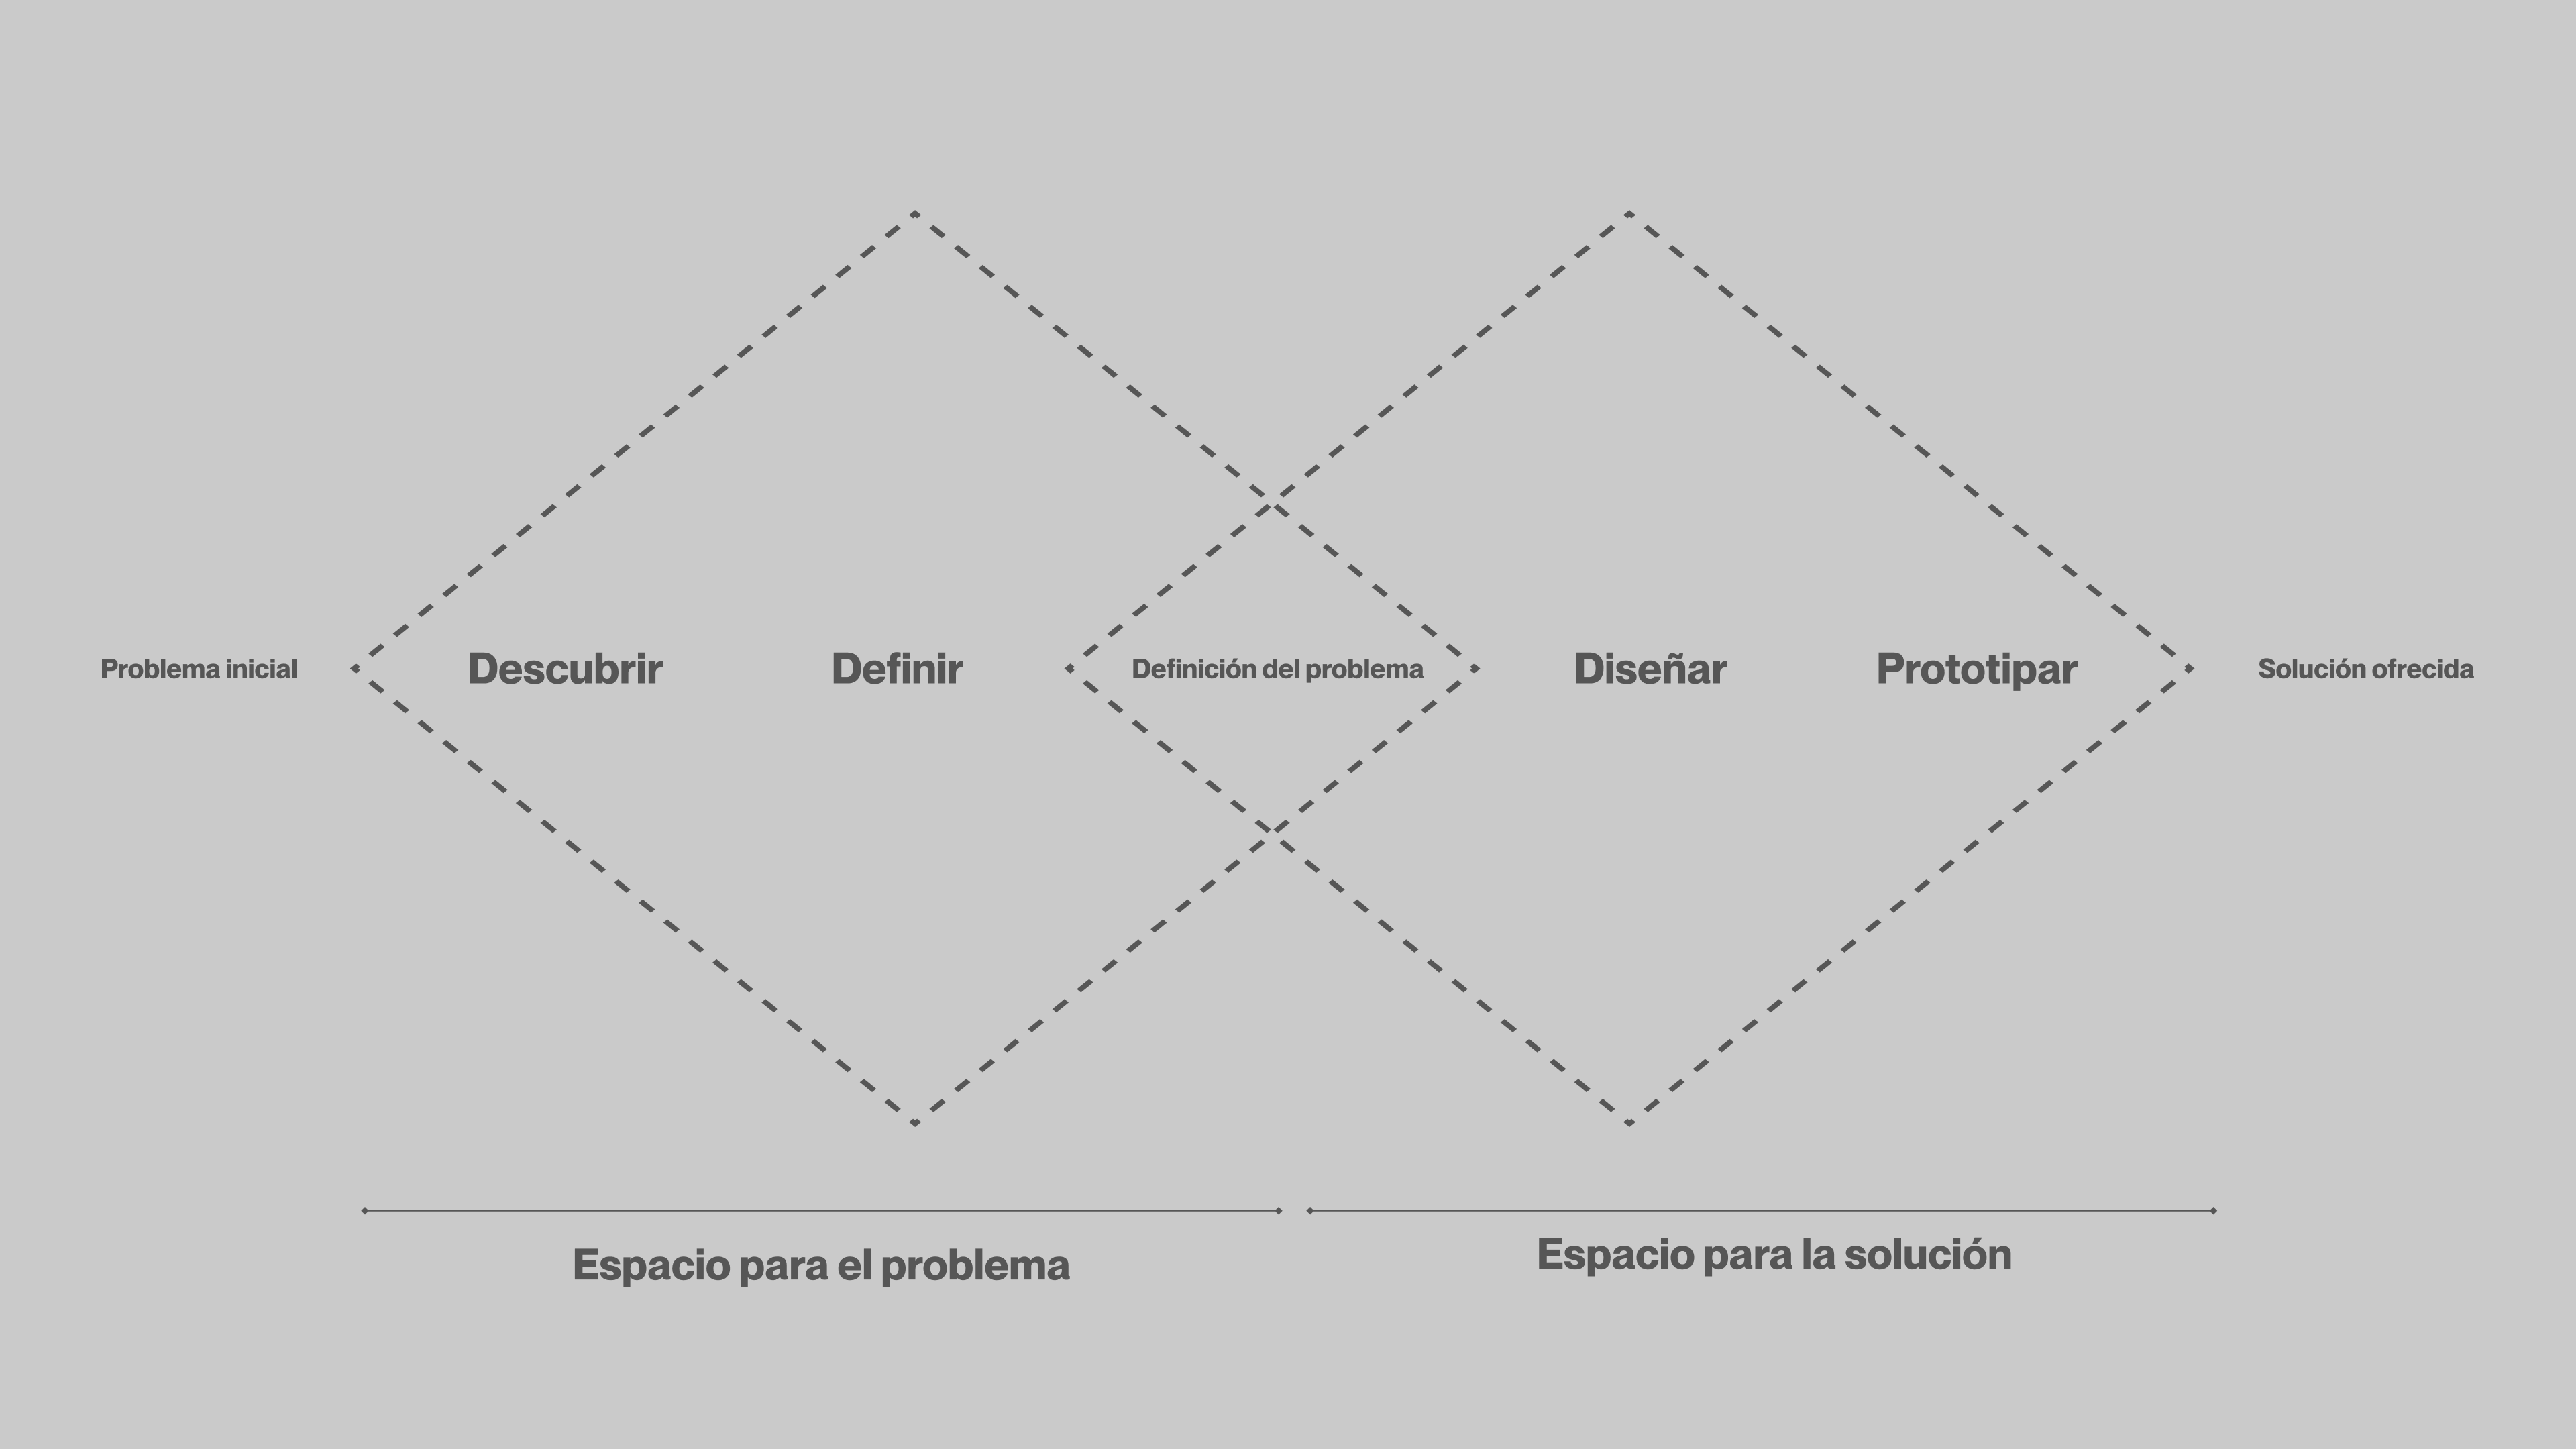 Problema inicial
Descubrir
Definir
Definición del problema
Diseñar
Prototipar
Solución ofrecida
Espacio para el problema
Espacio para la solución